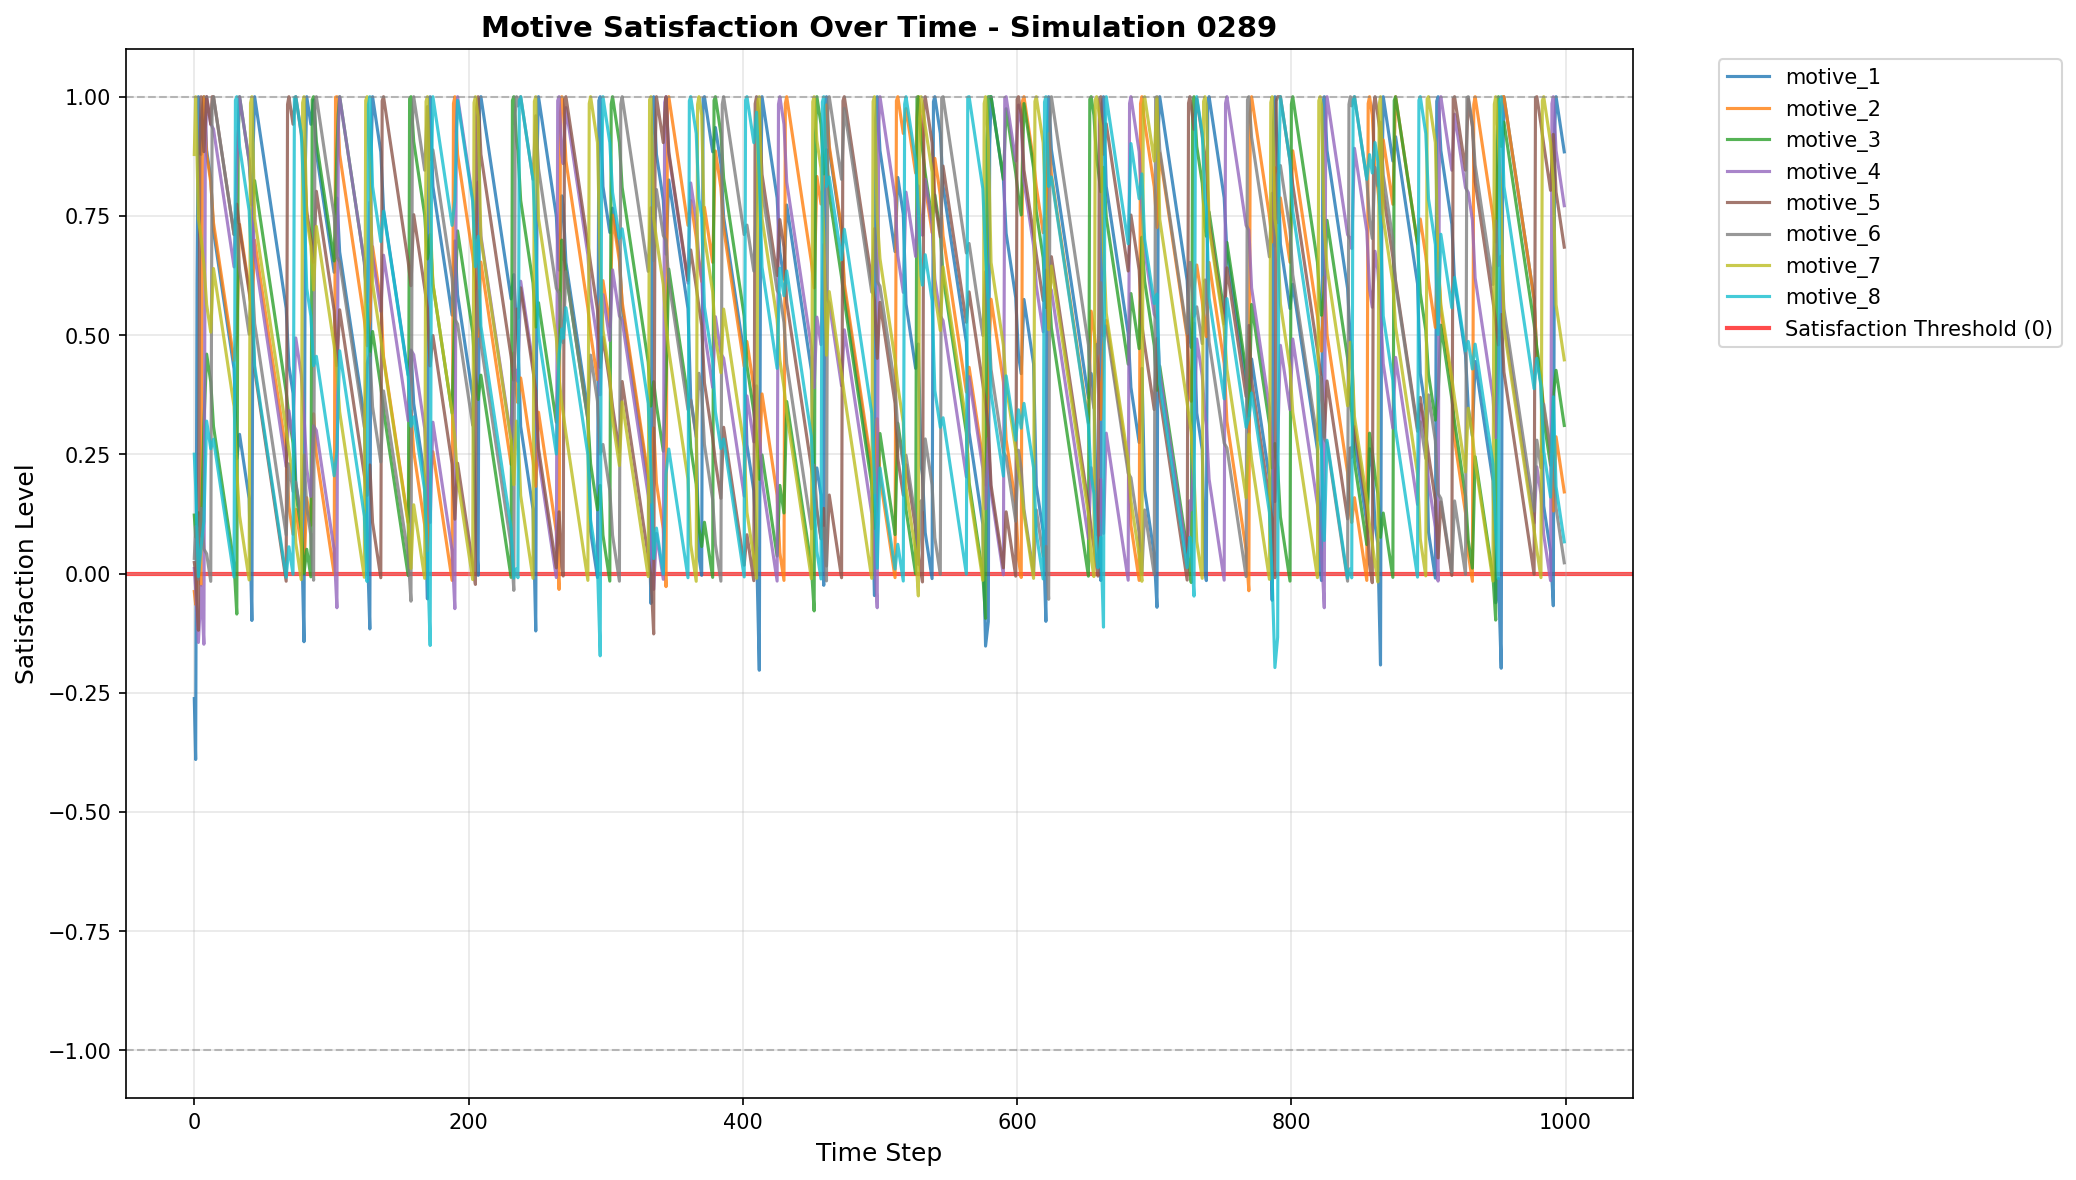 Motive Satisfaction Over Time - Simulation 0289
Satisfaction Level
1.00
0.75
0.50
0.25
0.00
−0.25
−0.50
−0.75
−1.00
0
200
400
600
800
1000
Time Step
motive_1
motive_2
motive_3
motive_4
motive_5
motive_6
motive_7
motive_8
Satisfaction Threshold (0)